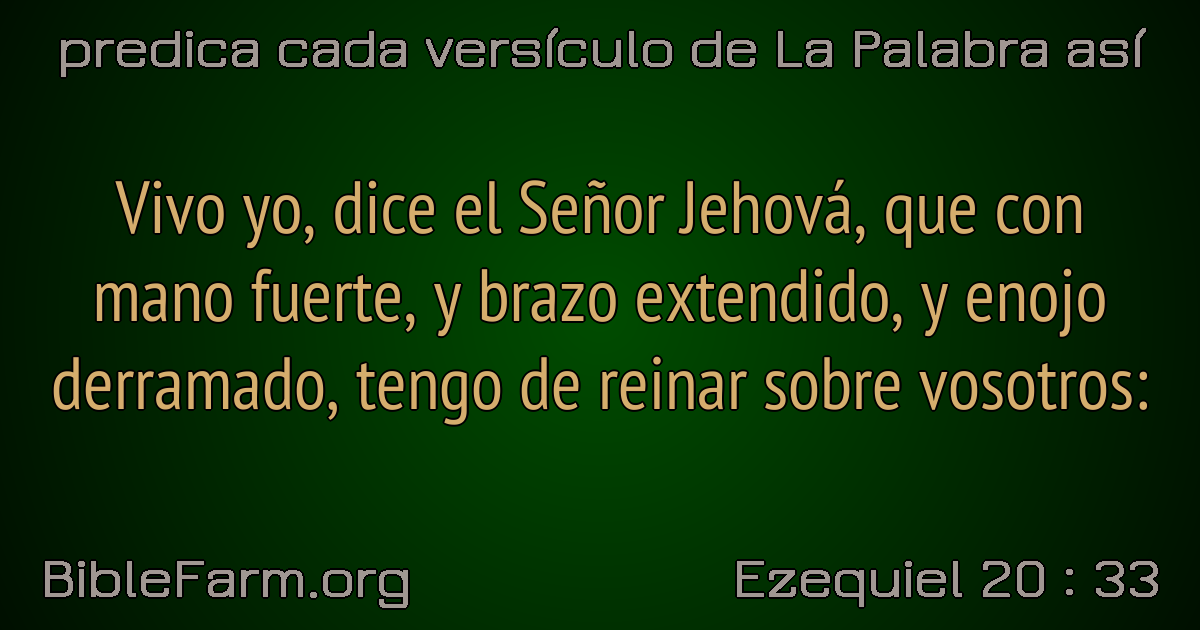 predica cada versículo de La Palabra así
Vivo yo, dice el Señor Jehová, que con
mano fuerte, y brazo extendido, y enojo
derramado, tengo de reinar sobre vosotros:
BibleFarm.org
Ezequiel 20 : 33